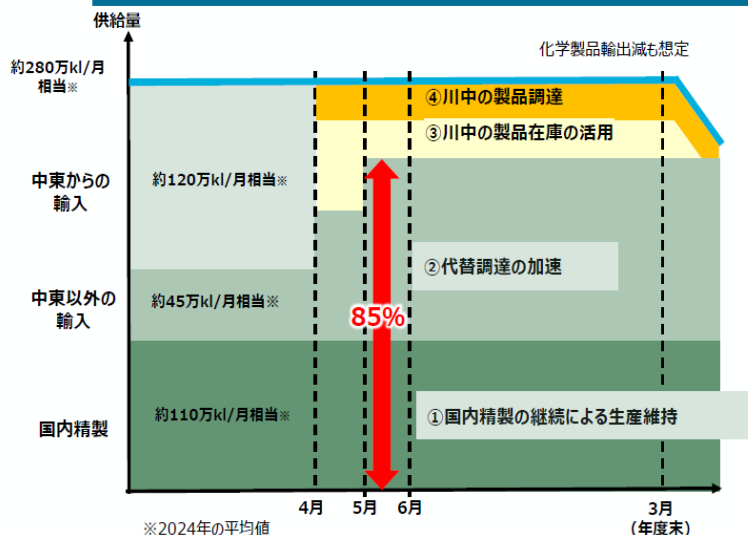 供給量
化学製品輸出減も想定
約280万kl/月
相当※
④川中の製品調達
③川中の製品在庫の活用
中東からの
輸入
約120万kl/月相当※
②代替調達の加速
中東以外の
輸入
約45万kl/月相当※
85%
国内精製
約110万kl/月相当※
①国内精製の継続による生産維持
4月
5月
6月
3月
(年度末)
※2024年の平均値